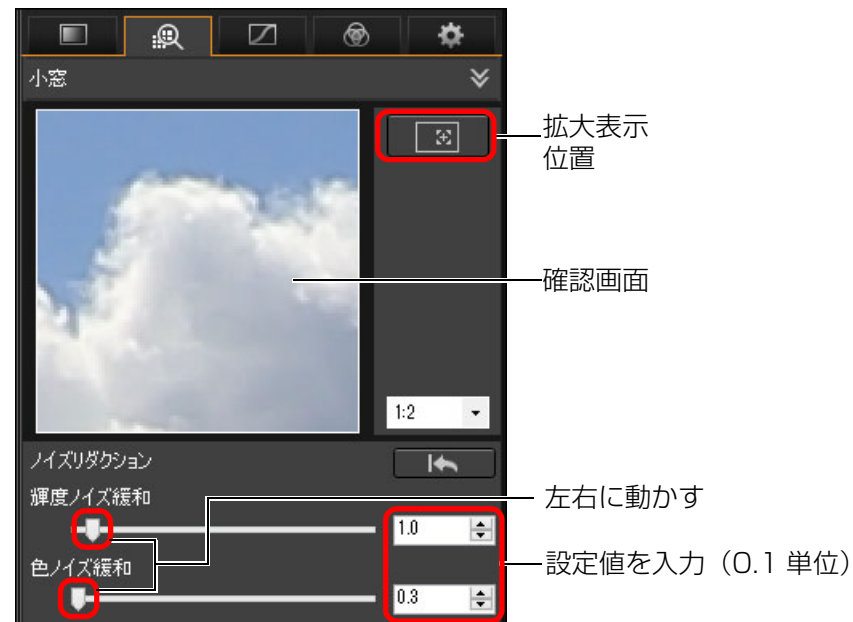 小窓
拡大表示
位置
確認画面
1:2
ノイズリダクション
輝度ノイズ緩和
左右に動かす
1.0
色ノイズ緩和
設定値を入力（0.1 単位）
0.3